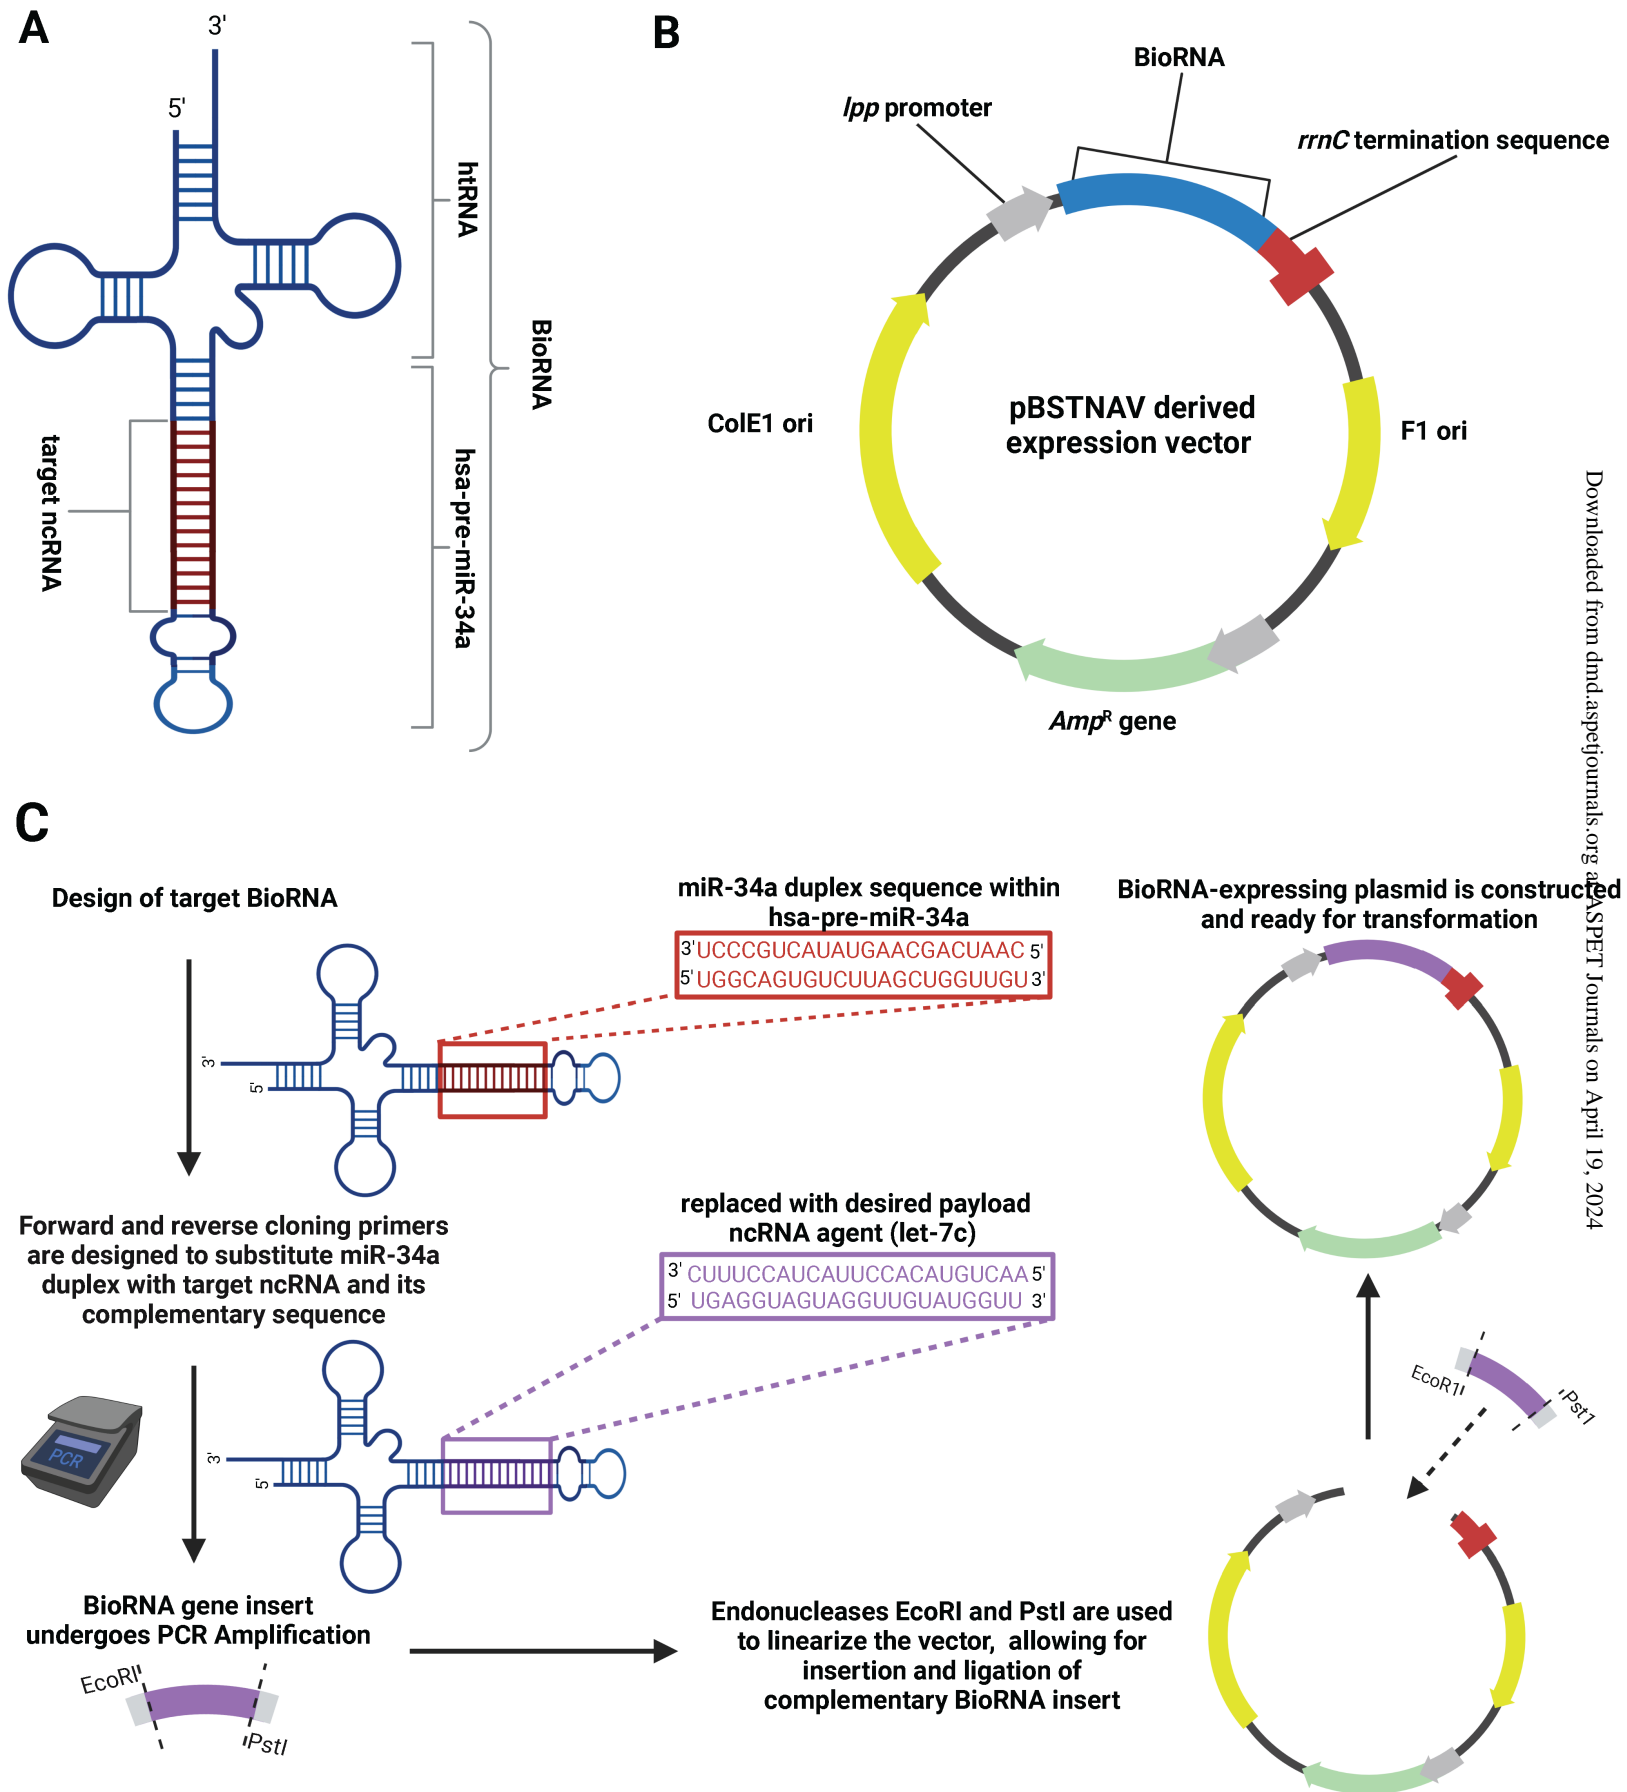 A
3'
5'
htRNA
BioRNA
target ncRNA
hsa-pre-miR-34a
B
BioRNA
lpp promoter
rrnC termination sequence
ColE1 ori
pBSTNAV derived
expression vector
F1 ori
AmpR gene
Downloaded from dmd.aspetjournals.org at ASPET Journals on April 19, 2024
C
Design of target BioRNA
miR-34a duplex sequence within
hsa-pre-miR-34a
3'UCCCGUCAUAUGAACGACUAAC 5'
5'UGGCAGUGUCUUAGCUGGUUGU 3'
BioRNA-expressing plasmid is constructed
and ready for transformation
3'
5'
Forward and reverse cloning primers
are designed to substitute miR-34a
duplex with target ncRNA and its
complementary sequence
replaced with desired payload
ncRNA agent (let-7c)
3' CUUUCCAUCAUUCCACAUGUCAA 5'
5' UGAGGUAGUAGGUUGUAUGGUU 3'
EcoR1
Pst1
PCR
3'
5'
BioRNA gene insert
undergoes PCR Amplification
EcoRI
PstI
Endonucleases EcoRI and PstI are used
to linearize the vector, allowing for
insertion and ligation of
complementary BioRNA insert